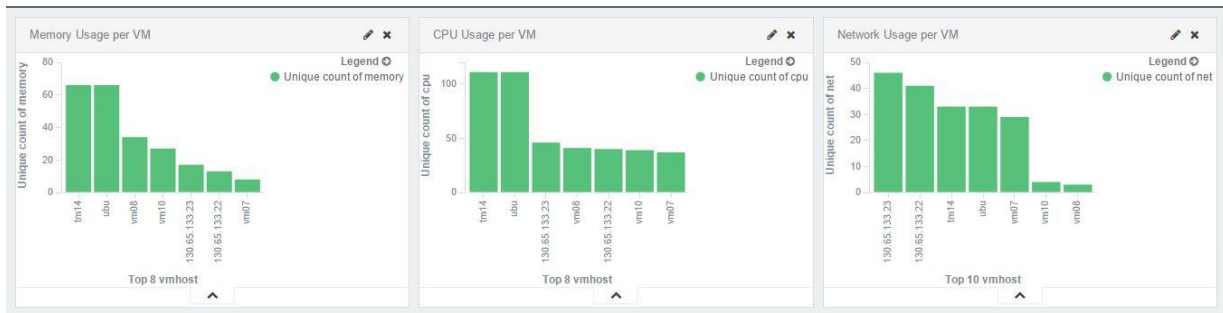 Memory Usage per VM
Legend
Unique count of memory
Unique count of memory
80
60
40
20
0
tm14
ubu
vm08
vm10
130.65.133.23
130.65.133.22
vm07
Top 8 vmhost
CPU Usage per VM
Legend
Unique count of cpu
Unique count of cpu
100
50
0
tm14
ubu
130.65.133.23
vm08
130.65.133.22
vm10
vm07
Top 8 vmhost
Network Usage per VM
Legend
Unique count of net
Unique count of net
50
40
30
20
10
0
130.65.133.23
130.65.133.22
tm14
ubu
vm07
vm10
vm08
Top 10 vmhost